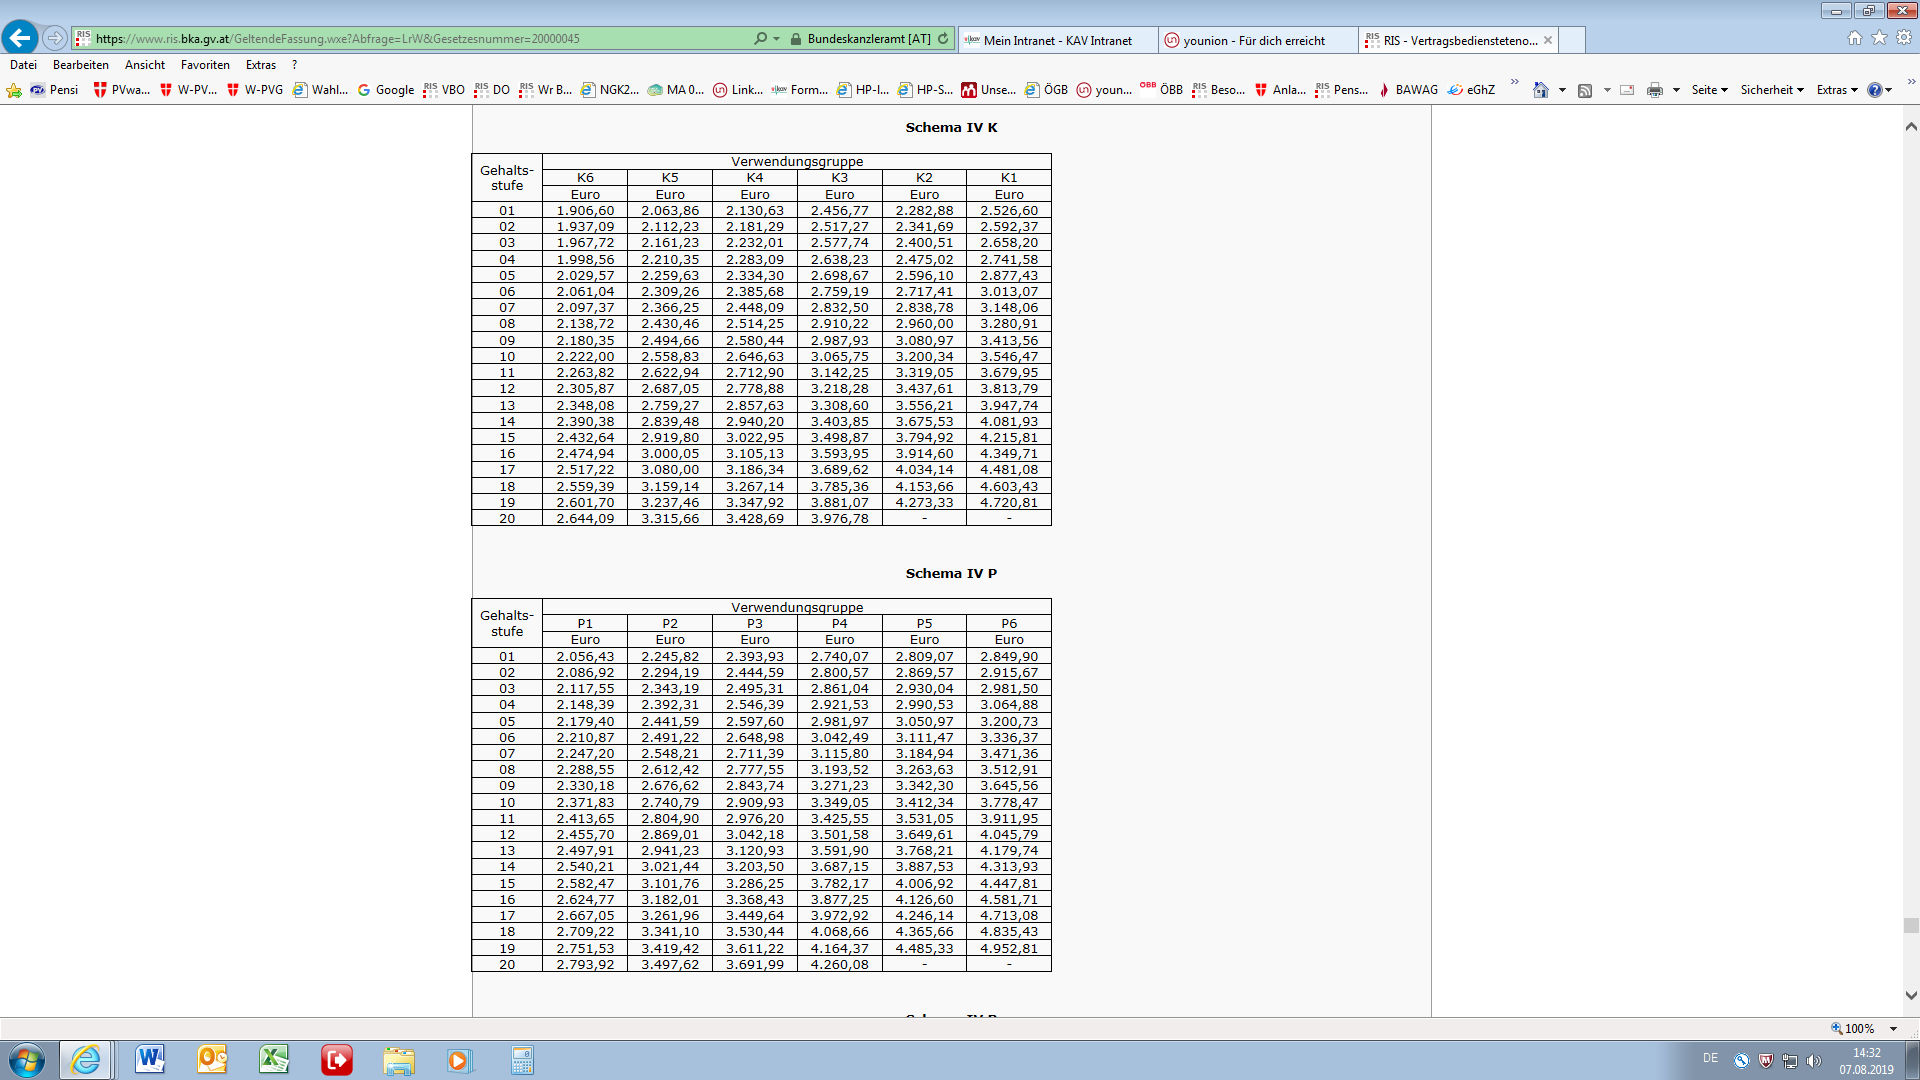 https://www.ris.bka.gv.at/GeltendeFassung.wxe?Abfrage=LrW&Gesetzesnummer=20000045 Bundeskanzleramt [AT] Mein Intranet - KAV Intranet younion - Für dich erreicht RIS - Vertragsbediensteteno...
Datei Bearbeiten Ansicht Favoriten Extras ?
Pensi PVwa... W-PV... W-PVG Wahl... Google VBO DO Wr B... NGK2... MA 0... Link... Form... HP-I... HP-S... Unse... ÖGB youn... ÖBB Beso... Anla... Pens... BAWAG eGhZ Seite Sicherheit Extras
Schema IV K
Gehalts-stufe Verwendungsgruppe
K6 K5 K4 K3 K2 K1
Euro Euro Euro Euro Euro Euro
01 1.906,60 2.063,86 2.130,63 2.456,77 2.282,88 2.526,60
02 1.937,09 2.112,23 2.181,29 2.517,27 2.341,69 2.592,37
03 1.967,72 2.161,23 2.232,01 2.577,74 2.400,51 2.658,20
04 1.998,56 2.210,35 2.283,09 2.638,23 2.475,02 2.741,58
05 2.029,57 2.259,63 2.334,30 2.698,67 2.596,10 2.877,43
06 2.061,04 2.309,26 2.385,68 2.759,19 2.717,41 3.013,07
07 2.097,37 2.366,25 2.448,09 2.832,50 2.838,78 3.148,06
08 2.138,72 2.430,46 2.514,25 2.910,22 2.960,00 3.280,91
09 2.180,35 2.494,66 2.580,44 2.987,93 3.080,97 3.413,56
10 2.222,00 2.558,83 2.646,63 3.065,75 3.200,34 3.546,47
11 2.263,82 2.622,94 2.712,90 3.142,25 3.319,05 3.679,95
12 2.305,87 2.687,05 2.778,88 3.218,28 3.437,61 3.813,79
13 2.348,08 2.759,27 2.857,63 3.308,60 3.556,21 3.947,74
14 2.390,38 2.839,48 2.940,20 3.403,85 3.675,53 4.081,93
15 2.432,64 2.919,80 3.022,95 3.498,87 3.794,92 4.215,81
16 2.474,94 3.000,05 3.105,13 3.593,95 3.914,60 4.349,71
17 2.517,22 3.080,00 3.186,34 3.689,62 4.034,14 4.481,08
18 2.559,39 3.159,14 3.267,14 3.785,36 4.153,66 4.603,43
19 2.601,70 3.237,46 3.347,92 3.881,07 4.273,33 4.720,81
20 2.644,09 3.315,66 3.428,69 3.976,78 - -
Schema IV P
Gehalts-stufe Verwendungsgruppe
P1 P2 P3 P4 P5 P6
Euro Euro Euro Euro Euro Euro
01 2.056,43 2.245,82 2.393,93 2.740,07 2.809,07 2.849,90
02 2.086,92 2.294,19 2.444,59 2.800,57 2.869,57 2.915,67
03 2.117,55 2.343,19 2.495,31 2.861,04 2.930,04 2.981,50
04 2.148,39 2.392,31 2.546,39 2.921,53 2.990,53 3.064,88
05 2.179,40 2.441,59 2.597,60 2.981,97 3.050,97 3.200,73
06 2.210,87 2.491,22 2.648,98 3.042,49 3.111,47 3.336,37
07 2.247,20 2.548,21 2.711,39 3.115,80 3.184,94 3.471,36
08 2.288,55 2.612,42 2.777,55 3.193,52 3.263,63 3.512,91
09 2.330,18 2.676,62 2.843,74 3.271,23 3.342,30 3.645,56
10 2.371,83 2.740,79 2.909,93 3.349,05 3.412,34 3.778,47
11 2.413,65 2.804,90 2.976,20 3.425,55 3.531,05 3.911,95
12 2.455,70 2.869,01 3.042,18 3.501,58 3.649,61 4.045,79
13 2.497,91 2.941,23 3.120,93 3.591,90 3.768,21 4.179,74
14 2.540,21 3.021,44 3.203,50 3.687,15 3.887,53 4.313,93
15 2.582,47 3.101,76 3.286,25 3.782,17 4.006,92 4.447,81
16 2.624,77 3.182,01 3.368,43 3.877,25 4.126,60 4.581,71
17 2.667,05 3.261,96 3.449,64 3.972,92 4.246,14 4.713,08
18 2.709,22 3.341,10 3.530,44 4.068,66 4.365,66 4.835,43
19 2.751,53 3.419,42 3.611,22 4.164,37 4.485,33 4.952,81
20 2.793,92 3.497,62 3.691,99 4.260,08 - -
100%
DE 14:32
07.08.2019